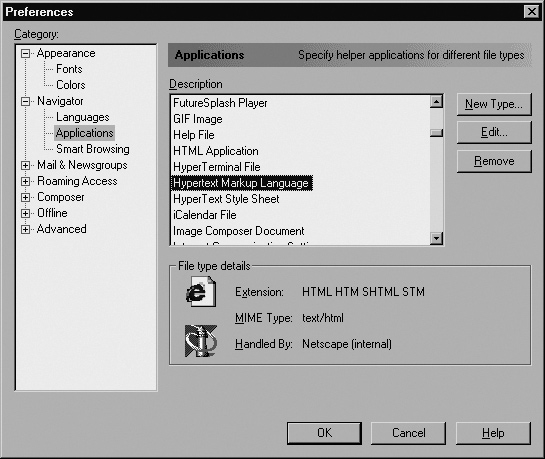 Preferences
Category:
Appearance
Fonts
Colors
Navigator
Languages
Applications
Smart Browsing
Mail & Newsgroups
Roaming Access
Composer
Offline
Advanced
Applications Specify helper applications for different file types
Description
FutureSplash Player
GIF Image
Help File
HTML Application
HyperTerminal File
Hypertext Markup Language
HyperText Style Sheet
iCalendar File
Image Composer Document
New Type...
Edit...
Remove
File type details
Extension: HTML HTM SHTML STM
MIME Type: text/html
Handled By: Netscape (internal)
OK Cancel Help